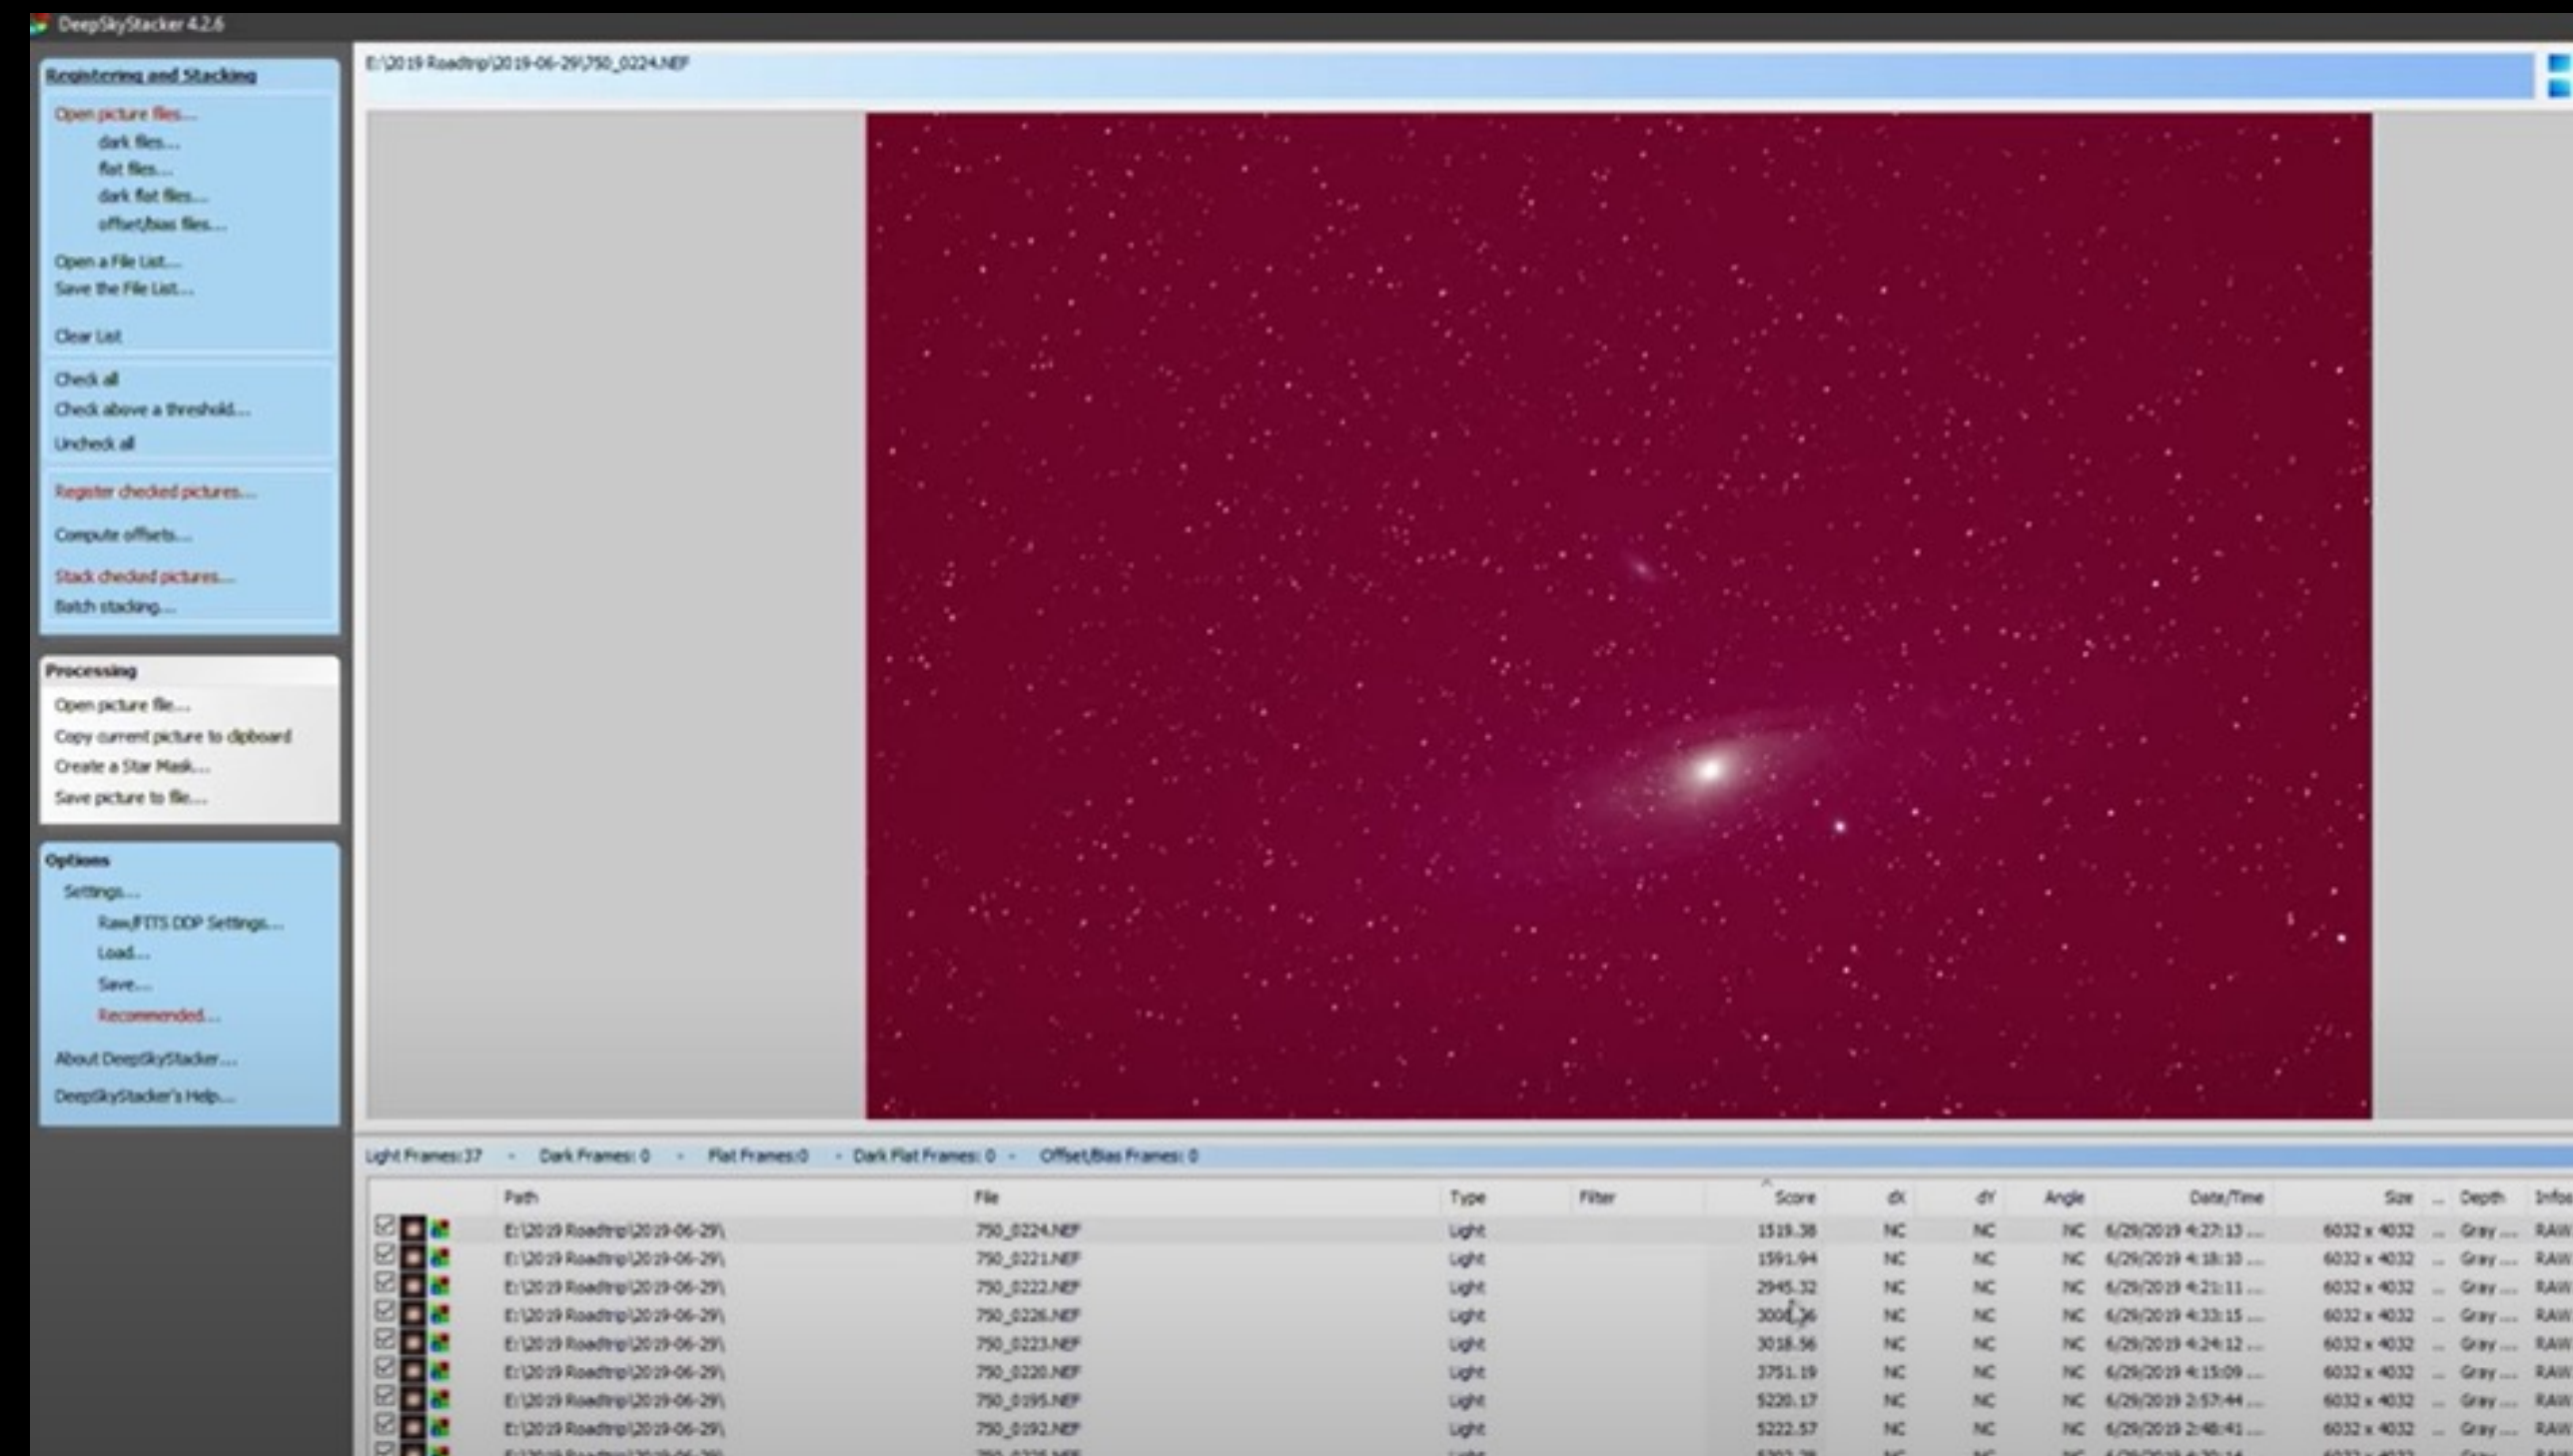 DeepSkyStacker 4.2.6
Registering and Stacking
Open picture files...
dark files...
flat files...
dark flat files...
offset/bias files...
Open a File List...
Save the File List...
Clear List
Check all
Check above a threshold...
Uncheck all
Register checked pictures...
Compute offsets...
Stack checked pictures...
Batch stacking...
Processing
Open picture file...
Copy current picture to clipboard
Create a Star Mask...
Save picture to file...
Options
Settings...
Raw/FITS DDP Settings...
Load...
Save...
Recommended...
About DeepSkyStacker...
DeepSkyStacker's Help...
E:\2019 Roadtrip\2019-06-29\750_0224.NEF
Light Frames: 37 - Dark Frames: 0 - Flat Frames: 0 - Dark Flat Frames: 0 - Offset/Bias Frames: 0
Path File Type Filter Score dX dY Angle Date/Time Size ... Depth Infos
E:\2019 Roadtrip\2019-06-29\ 750_0224.NEF Light 1519.38 NC NC NC 6/29/2019 4:27:13 ... 6032 x 4032 ... Gray ... RAW
E:\2019 Roadtrip\2019-06-29\ 750_0221.NEF Light 1591.94 NC NC NC 6/29/2019 4:18:10 ... 6032 x 4032 ... Gray ... RAW
E:\2019 Roadtrip\2019-06-29\ 750_0222.NEF Light 2945.32 NC NC NC 6/29/2019 4:21:11 ... 6032 x 4032 ... Gray ... RAW
E:\2019 Roadtrip\2019-06-29\ 750_0226.NEF Light NC NC NC 6/29/2019 4:33:15 ... 6032 x 4032 ... Gray ... RAW
E:\2019 Roadtrip\2019-06-29\ 750_0223.NEF Light 3018.56 NC NC NC 6/29/2019 4:24:12 ... 6032 x 4032 ... Gray ... RAW
E:\2019 Roadtrip\2019-06-29\ 750_0220.NEF Light 3751.19 NC NC NC 6/29/2019 4:15:09 ... 6032 x 4032 ... Gray ... RAW
E:\2019 Roadtrip\2019-06-29\ 750_0195.NEF Light 5220.17 NC NC NC 6/29/2019 2:57:44 ... 6032 x 4032 ... Gray ... RAW
E:\2019 Roadtrip\2019-06-29\ 750_0192.NEF Light 5222.57 NC NC NC 6/29/2019 2:48:41 ... 6032 x 4032 ... Gray ... RAW